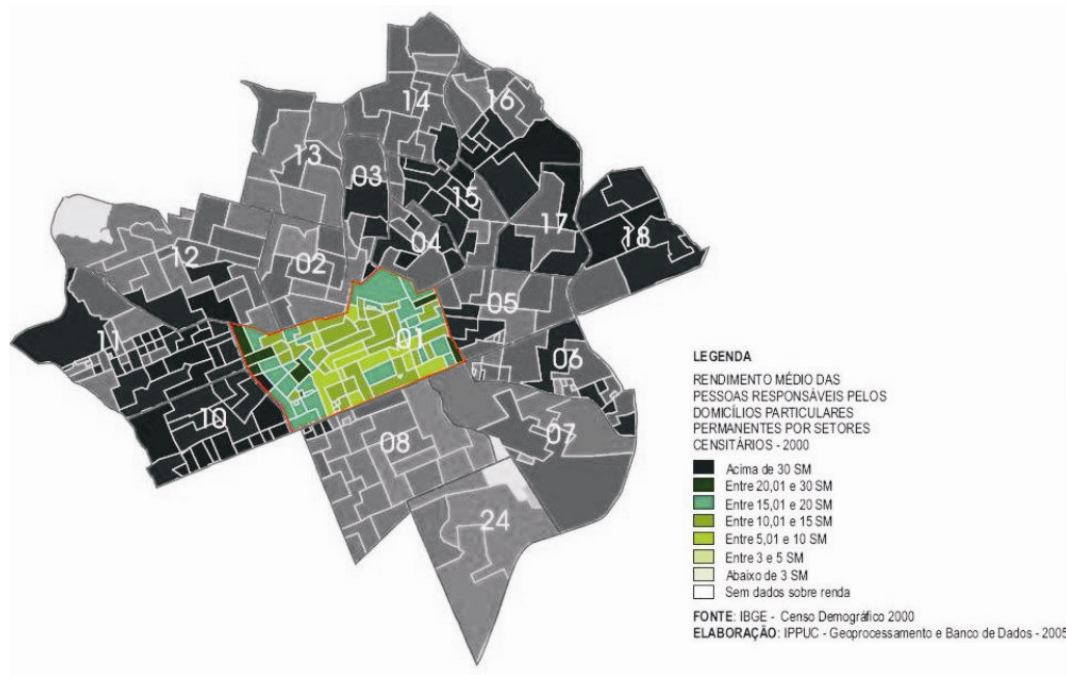 14
16
13
03
15
17
18
04
12
02
05
11
01
06
10
08
07
24
LEGENDA
RENDIMENTO MÉDIO DAS
PESSOAS RESPONSÁVEIS PELOS
DOMICÍLIOS PARTICULARES
PERMANENTES POR SETORES
CENSITÁRIOS - 2000
Acima de 30 SM
Entre 20,01 e 30 SM
Entre 15,01 e 20 SM
Entre 10,01 e 15 SM
Entre 5,01 e 10 SM
Entre 3 e 5 SM
Abaixo de 3 SM
Sem dados sobre renda
FONTE: IBGE - Censo Demográfico 2000
ELABORAÇÃO: IPPUC - Geoprocessamento e Banco de Dados - 2005